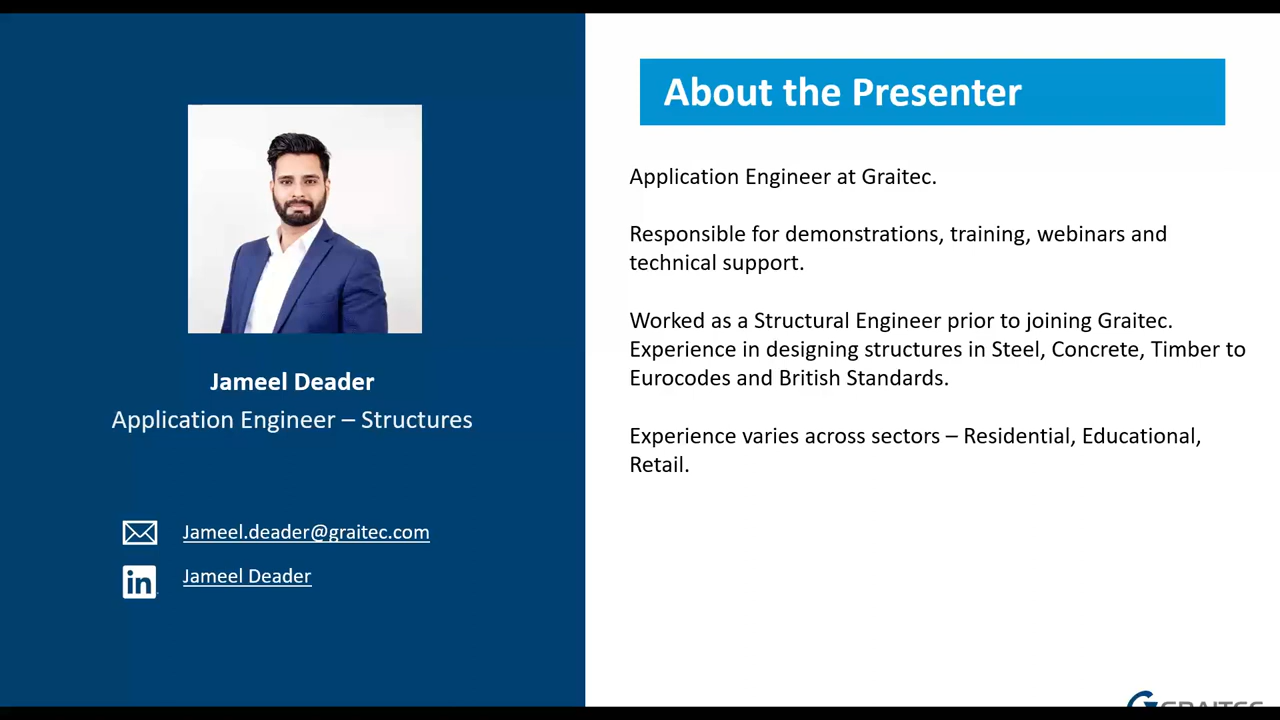 About the Presenter
Jameel Deader
Application Engineer – Structures
Jameel.deader@graitec.com
in
Jameel Deader
Application Engineer at Graitec.
Responsible for demonstrations, training, webinars and
technical support.
Worked as a Structural Engineer prior to joining Graitec.
Experience in designing structures in Steel, Concrete, Timber to
Eurocodes and British Standards.
Experience varies across sectors – Residential, Educational,
Retail.
GRAITEC